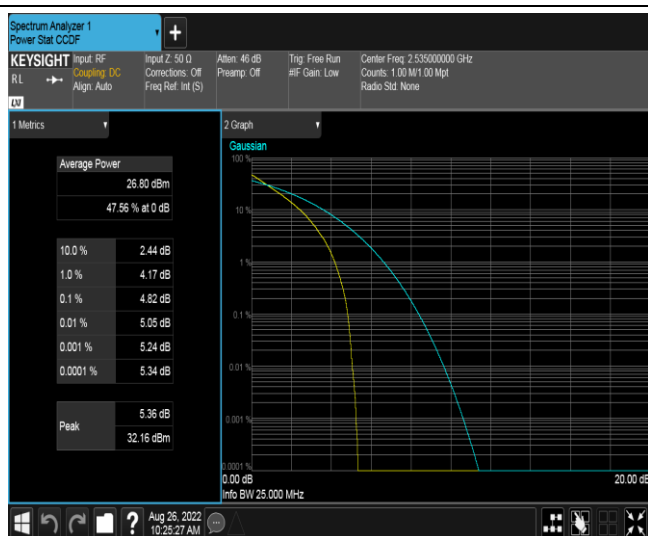 Spectrum Analyzer 1
Power Stat CCDF
+
KEYSIGHT
RL
LXI
Input: RF
Coupling: DC
Align: Auto
Input Z: 50 Ω
Corrections: Off
Freq Ref: Int (S)
Atten: 46 dB
Preamp: Off
Trig: Free Run
#IF Gain: Low
Center Freq: 2.535000000 GHz
Counts: 1.00 M/1.00 Mpt
Radio Std: None
1 Metrics
Average Power
26.80 dBm
47.56 % at 0 dB
10.0 % 2.44 dB
1.0 % 4.17 dB
0.1 % 4.82 dB
0.01 % 5.05 dB
0.001 % 5.24 dB
0.0001 % 5.34 dB
Peak
5.36 dB
32.16 dBm
2 Graph
Gaussian
100 %
10 %
1 %
0.1 %
0.01 %
0.001 %
0.0001 %
0.00 dB
20.00 dB
Info BW 25.000 MHz
?
Aug 26, 2022
10:25:27 AM